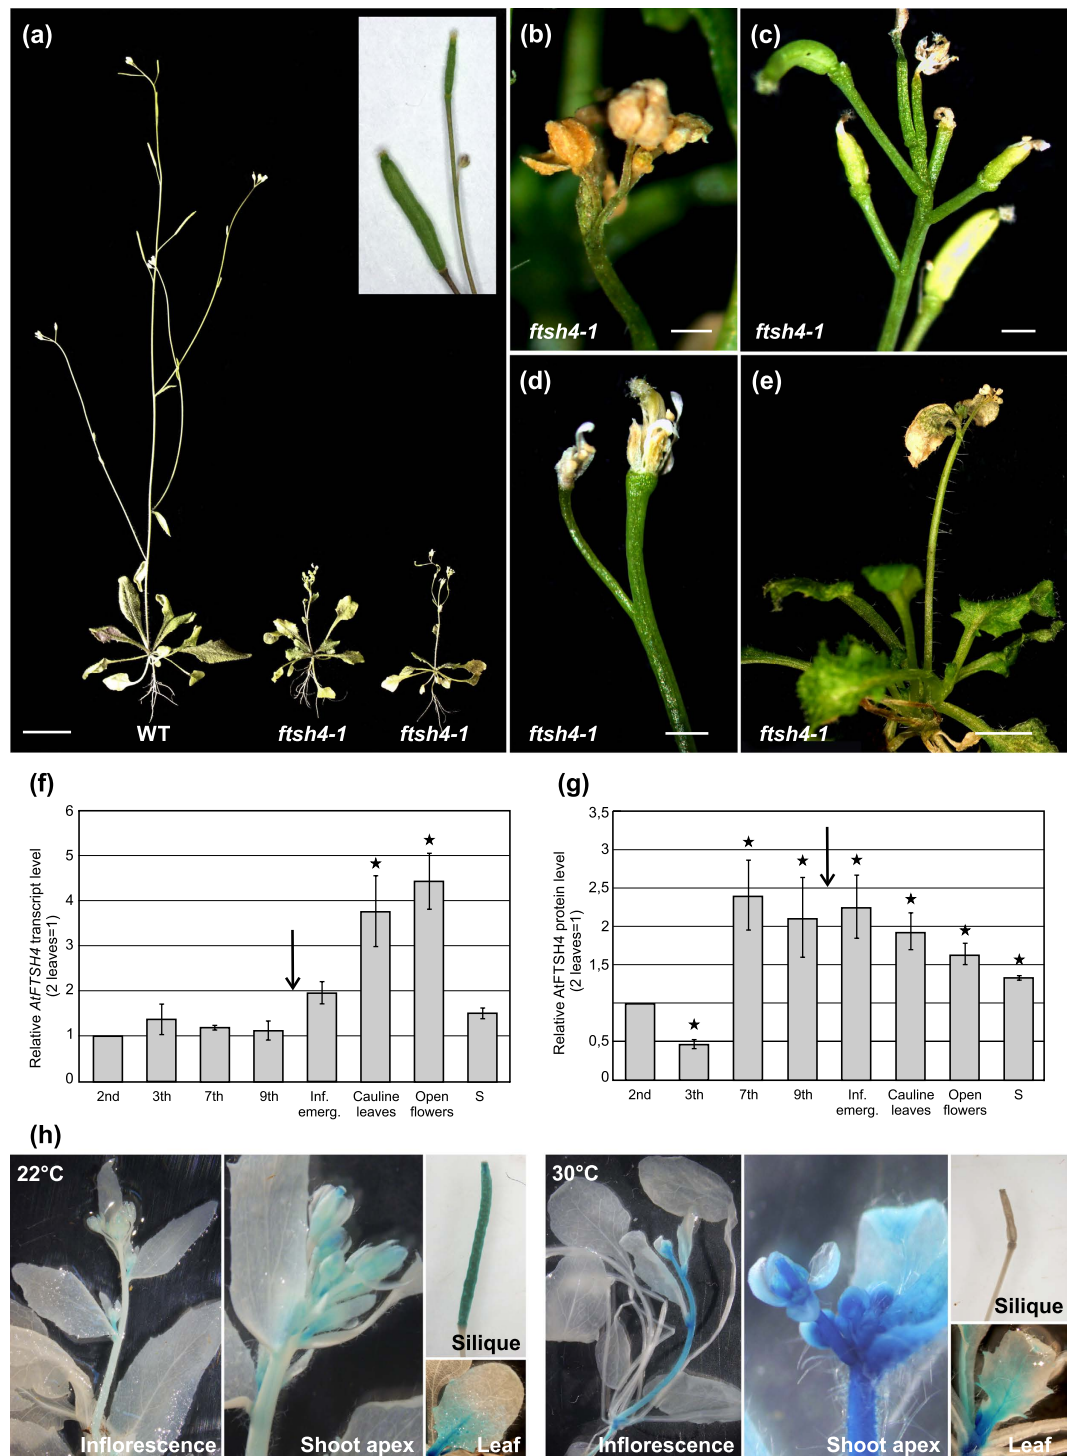 (a)
WT
ftsh4-1
ftsh4-1
(b)
ftsh4-1
(c)
ftsh4-1
(d)
ftsh4-1
(e)
ftsh4-1
(f)
Relative AtFTSH4 transcript level
(2 leaves=1)
6
5
4
3
2
1
0
2nd
3th
7th
9th
Inf.
emerg.
Cauline
leaves
Open
flowers
S
(g)
Relative AtFTSH4 protein level
(2 leaves=1)
3,5
3
2,5
2
1,5
1
0,5
0
2nd
3th
7th
9th
Inf.
emerg.
Cauline
leaves
Open
flowers
S
(h)
22°C
Inflorescence
Shoot apex
Silique
Leaf
30°C
Inflorescence
Shoot apex
Silique
Leaf